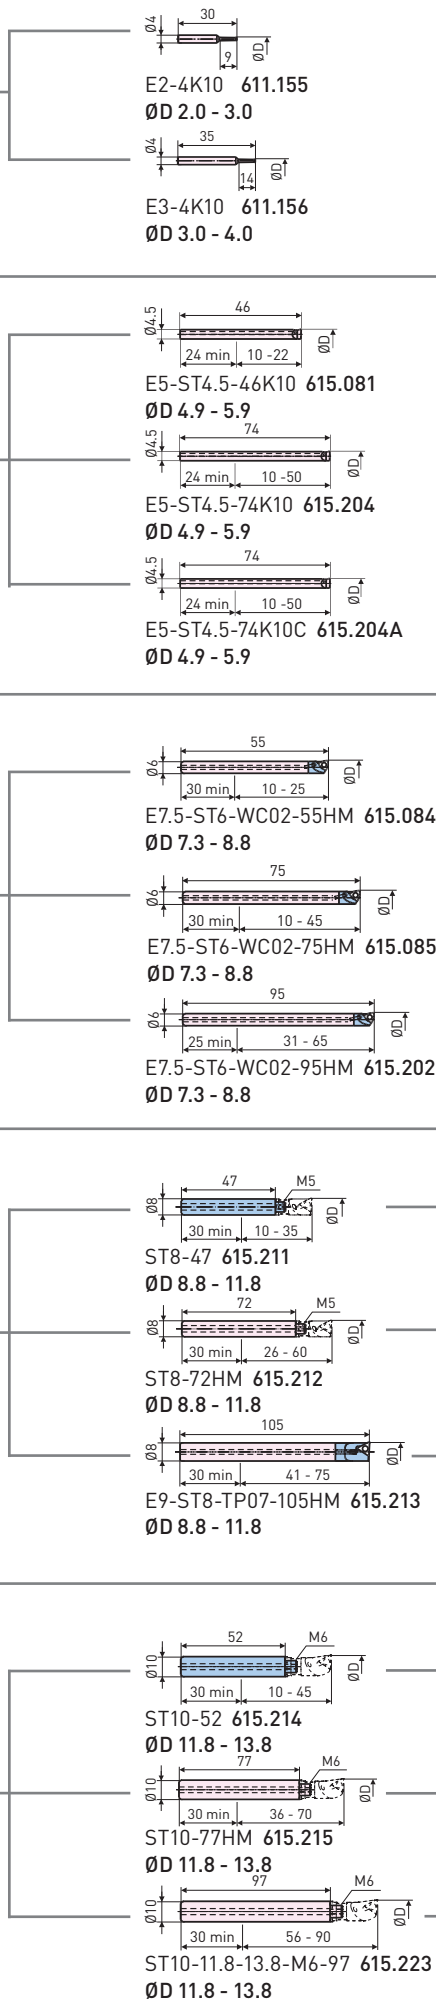 30
Ø4
ØD
9
E2-4K10 611.155
ØD 2.0 - 3.0
35
Ø4
ØD
14
E3-4K10 611.156
ØD 3.0 - 4.0
46
Ø4.5
ØD
24 min 10 -22
E5-ST4.5-46K10 615.081
ØD 4.9 - 5.9
74
Ø4.5
ØD
24 min 10 -50
E5-ST4.5-74K10 615.204
ØD 4.9 - 5.9
74
Ø4.5
ØD
24 min 10 -50
E5-ST4.5-74K10C 615.204A
ØD 4.9 - 5.9
55
Ø6
ØD
30 min 10 - 25
E7.5-ST6-WC02-55HM 615.084
ØD 7.3 - 8.8
75
Ø6
ØD
30 min 10 - 45
E7.5-ST6-WC02-75HM 615.085
ØD 7.3 - 8.8
95
Ø6
ØD
25 min 31 - 65
E7.5-ST6-WC02-95HM 615.202
ØD 7.3 - 8.8
47 M5
Ø8
ØD
30 min 10 - 35
ST8-47 615.211
ØD 8.8 - 11.8
72 M5
Ø8
ØD
30 min 26 - 60
ST8-72HM 615.212
ØD 8.8 - 11.8
105
Ø8
ØD
30 min 41 - 75
E9-ST8-TP07-105HM 615.213
ØD 8.8 - 11.8
52 M6
Ø10
ØD
30 min 10 - 45
ST10-52 615.214
ØD 11.8 - 13.8
77 M6
Ø10
ØD
30 min 36 - 70
ST10-77HM 615.215
ØD 11.8 - 13.8
97 M6
Ø10
ØD
30 min 56 - 90
ST10-11.8-13.8-M6-97 615.223
ØD 11.8 - 13.8